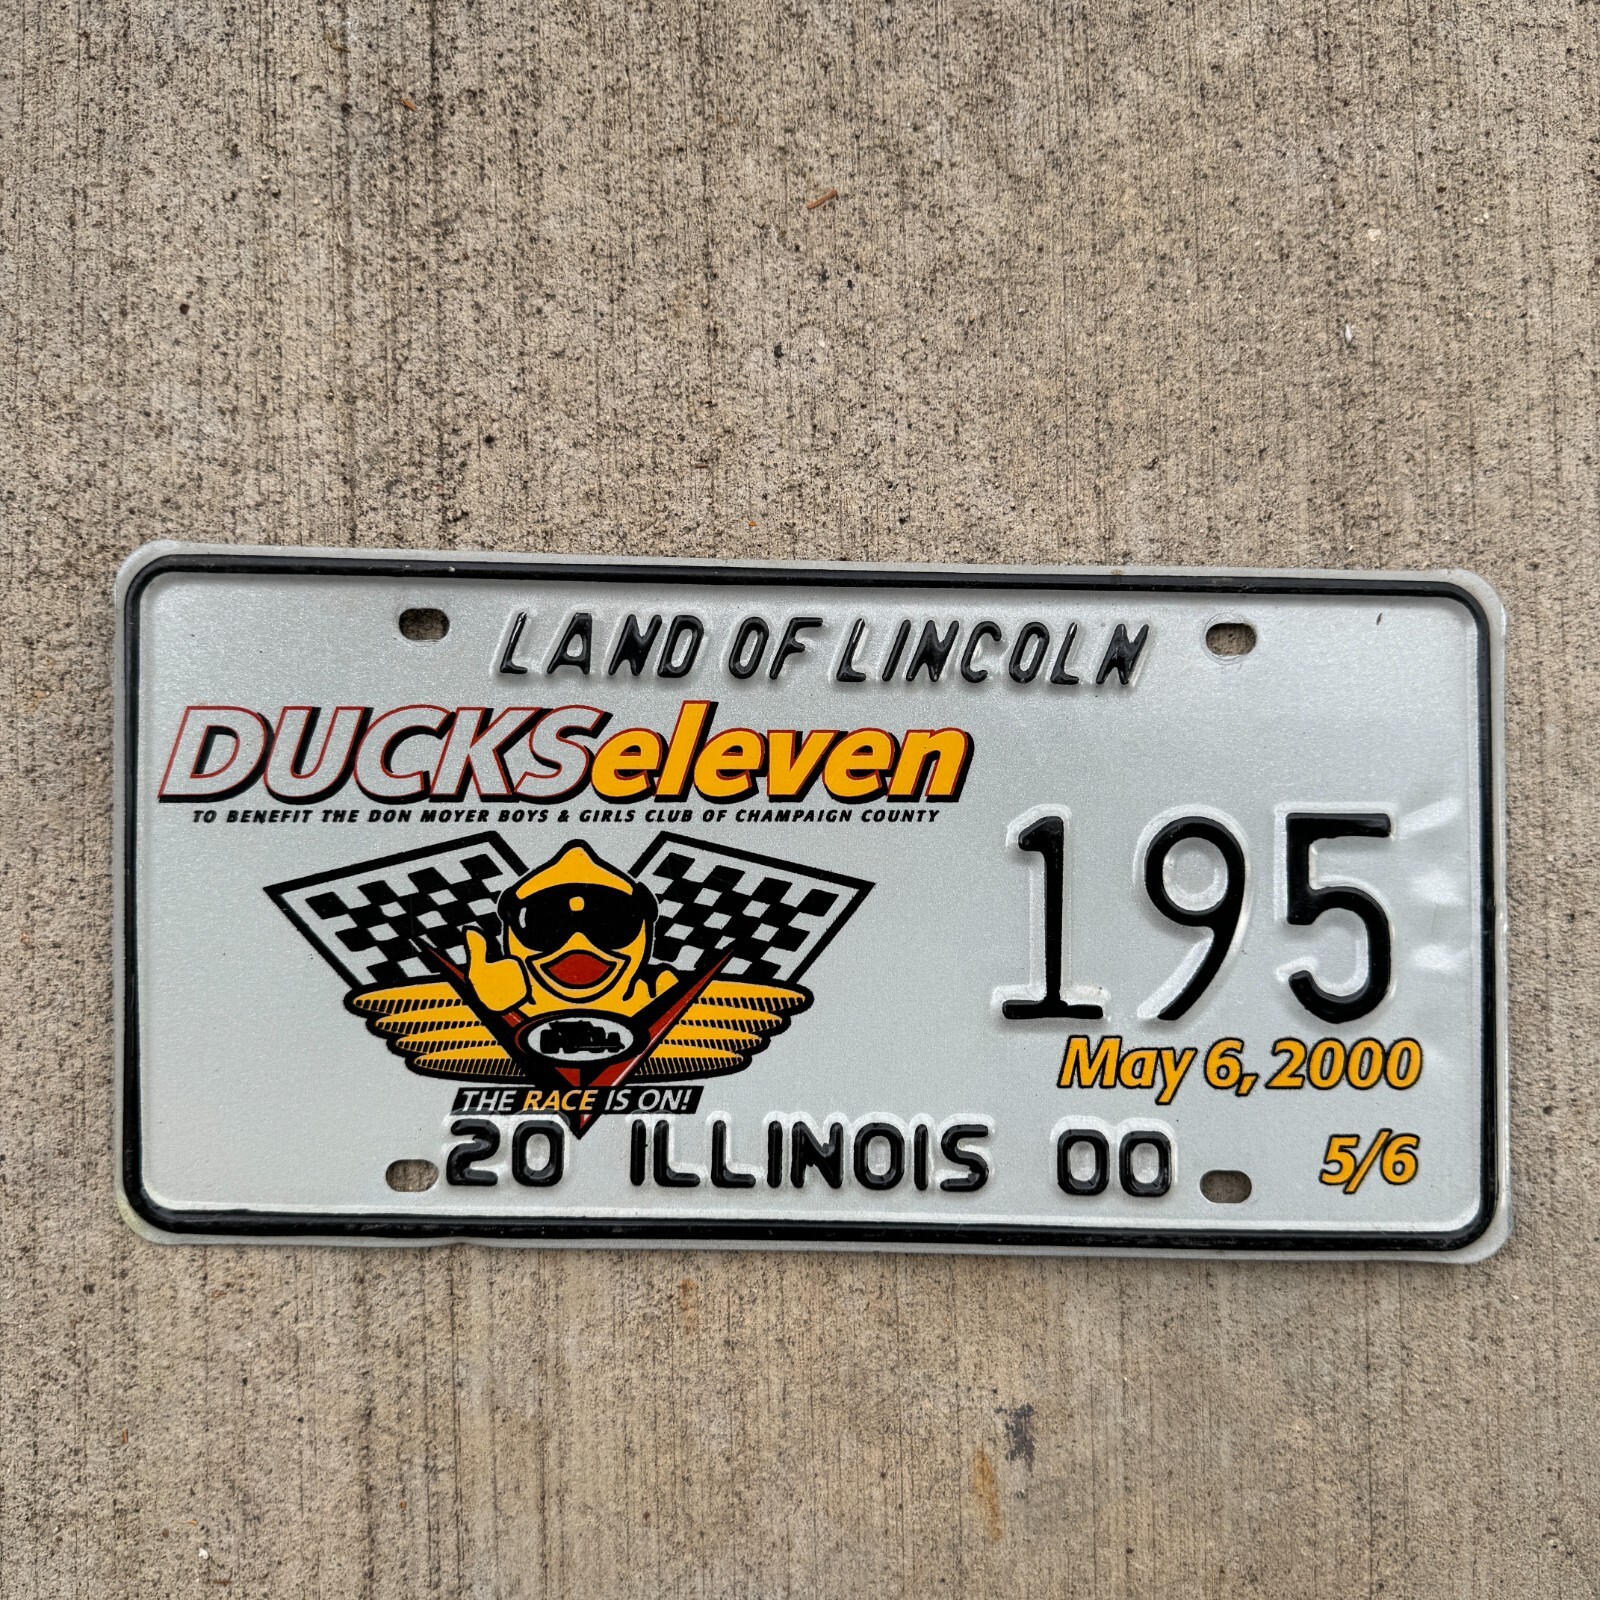 LAND OF LINCOLN
DUCKSeleven
TO BENEFIT THE DON MOYER BOYS & GIRLS CLUB OF CHAMPAIGN COUNTY
195
May 6, 2000
THE RACE IS ON!
20 ILLINOIS 00
5/6